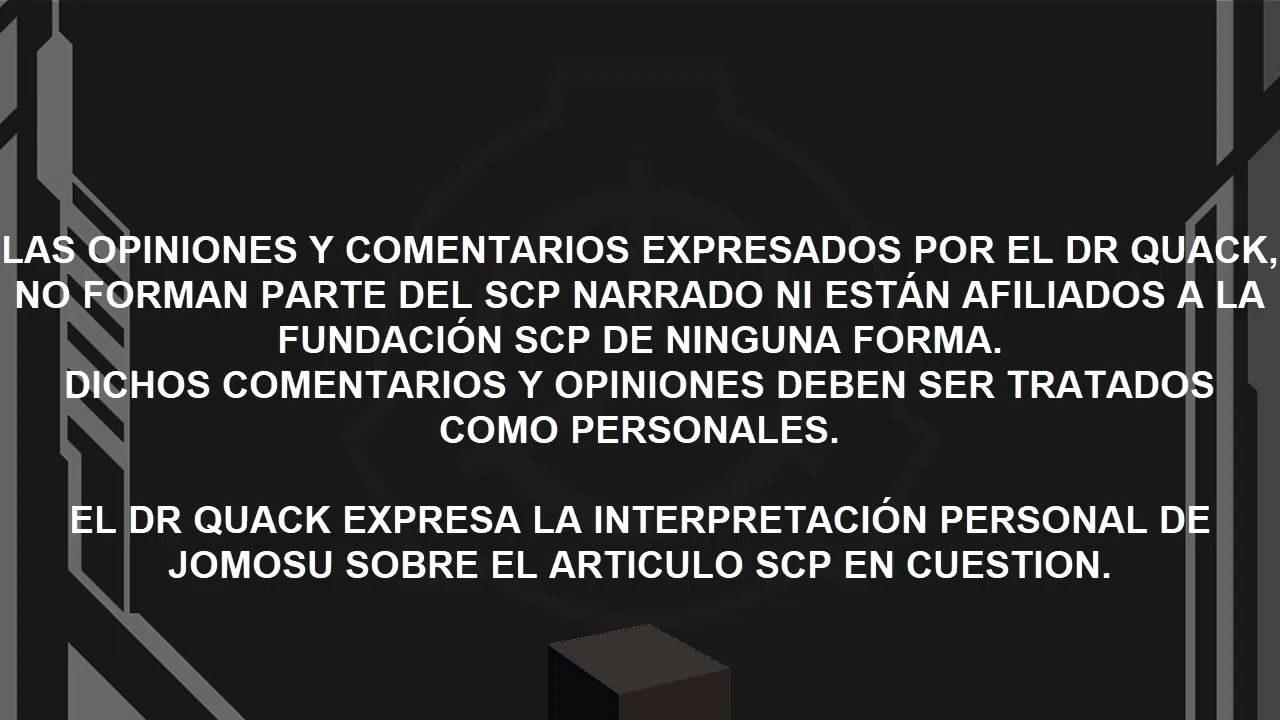 LAS OPINIONES Y COMENTARIOS EXPRESADOS POR EL DR QUACK,
NO FORMAN PARTE DEL SCP NARRADO NI ESTÁN AFILIADOS A LA
FUNDACIÓN SCP DE NINGUNA FORMA.
DICHOS COMENTARIOS Y OPINIONES DEBEN SER TRATADOS
COMO PERSONALES.
EL DR QUACK EXPRESA LA INTERPRETACIÓN PERSONAL DE
JOMOSU SOBRE EL ARTICULO SCP EN CUESTION.